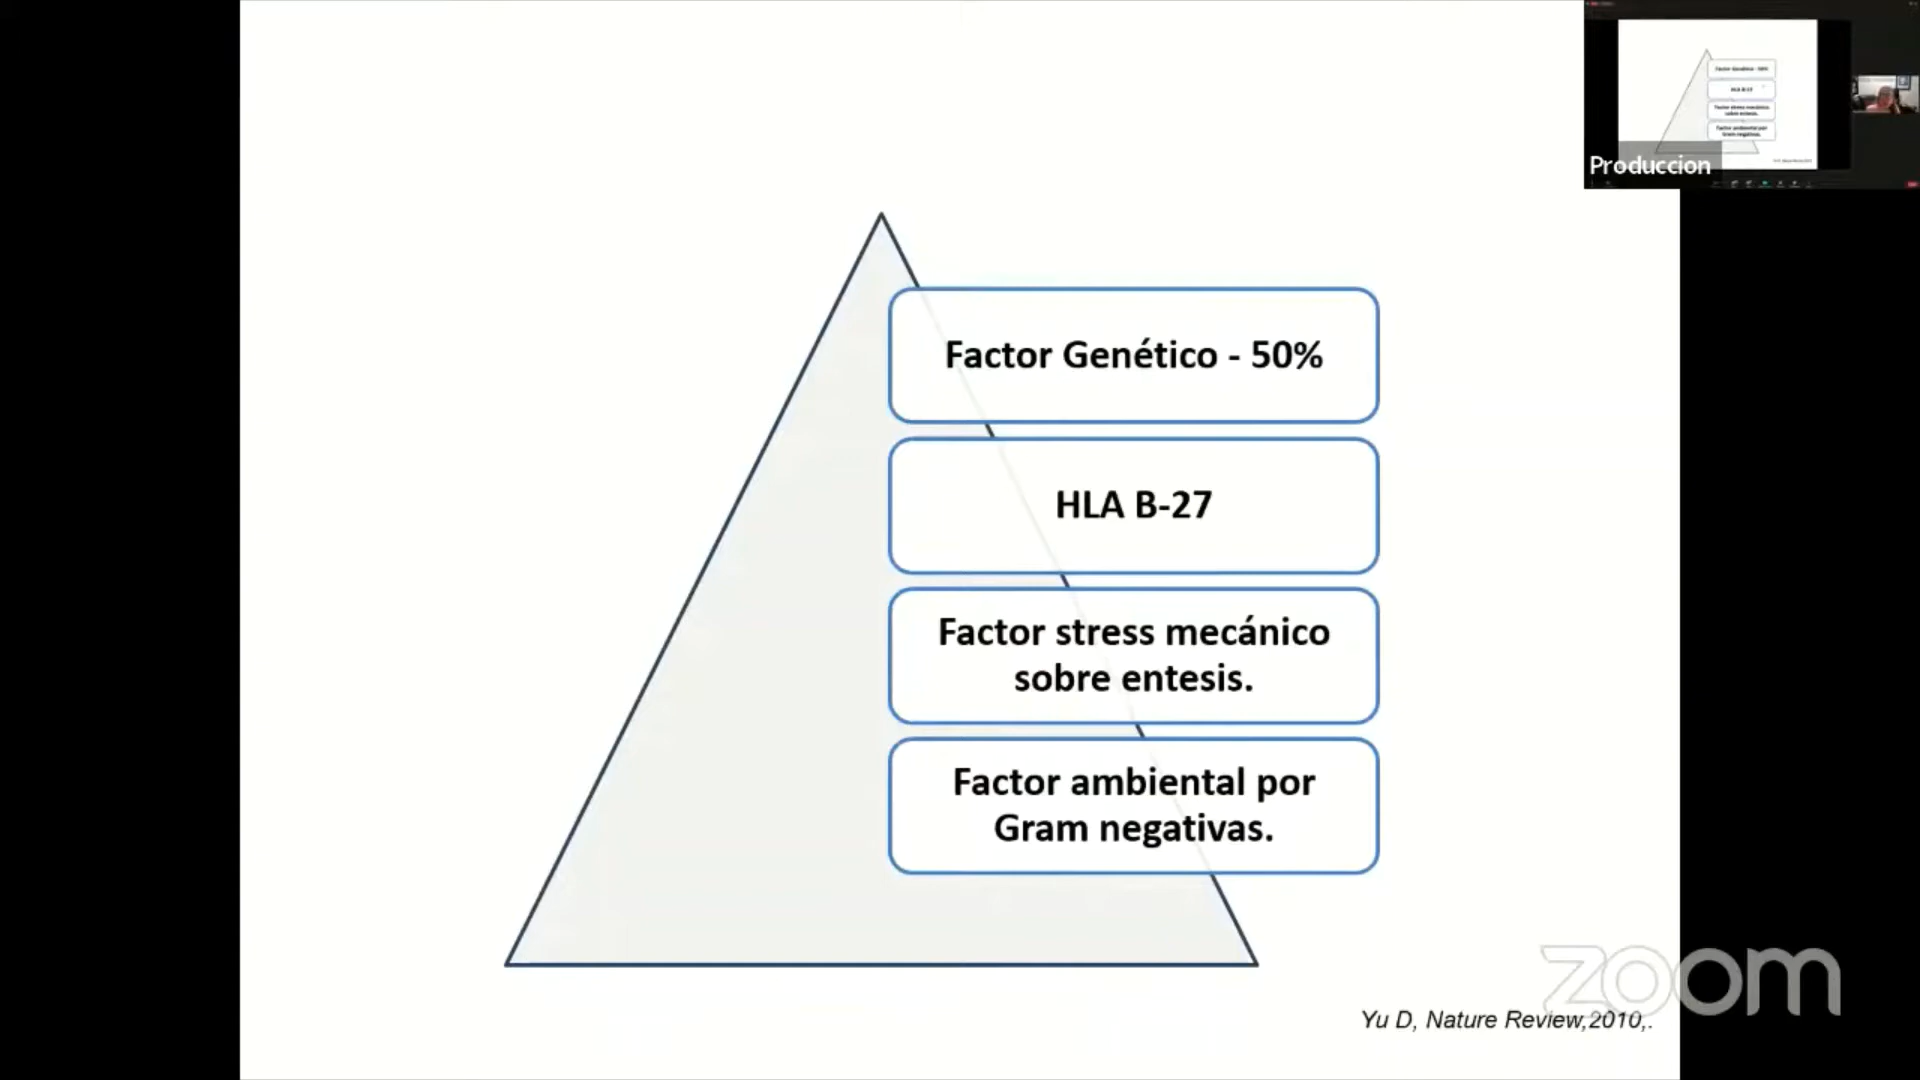 Produccion
Factor Genético - 50%
HLA B-27
Factor stress mecánico
sobre entesis.
Factor ambiental por
Gram negativas.
zoom
Yu D, Nature Review,2010,.